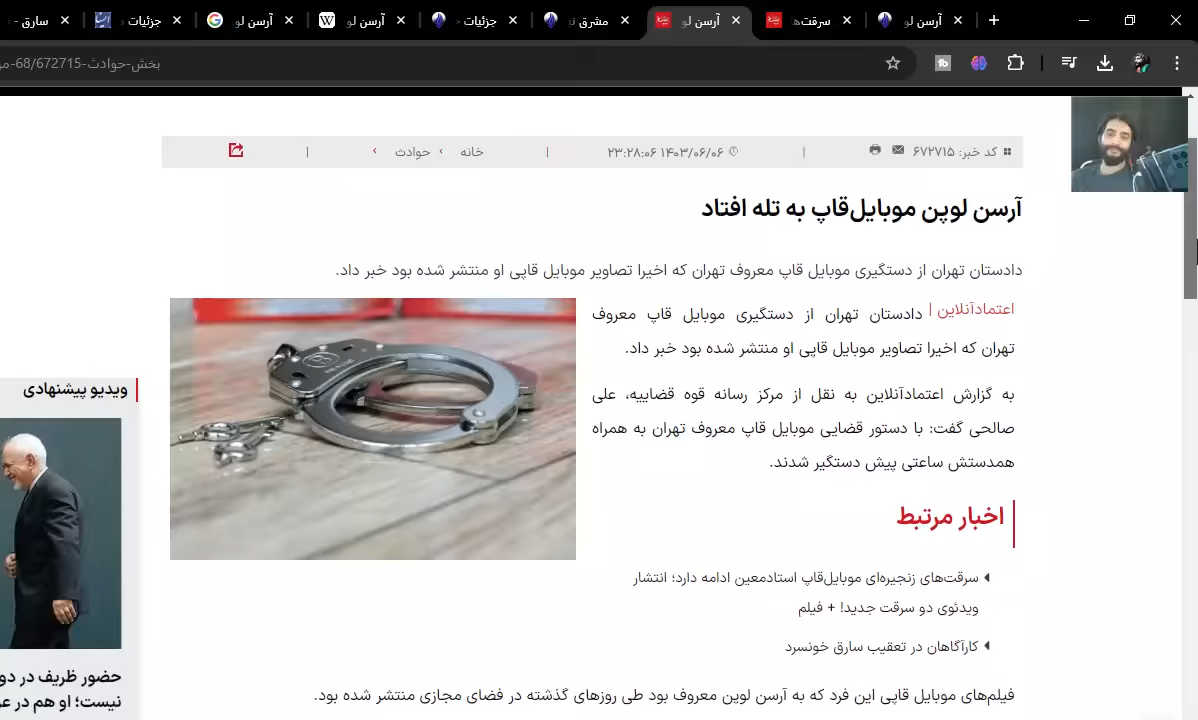 سارق -
جزئیات
آرسن لو
آرسن لو
جزئیات
مشرق
آرسن لو
سرقت‌ه
آرسن لو
بخش-حوادث-68/672715
کد خبر: ۶۷۲۷۱۵
|
۱۴۰۳/۰۶/۰۶ ۲۳:۲۸:۰۶
|
خانه › حوادث ›
|
آرسن لوپن موبایل‌قاپ به تله افتاد
دادستان تهران از دستگیری موبایل قاپ معروف تهران که اخیرا تصاویر موبایل قاپی او منتشر شده بود خبر داد.
اعتمادآنلاین | دادستان تهران از دستگیری موبایل قاپ معروف
تهران که اخیرا تصاویر موبایل قاپی او منتشر شده بود خبر داد.
به گزارش اعتمادآنلاین به نقل از مرکز رسانه قوه قضاییه، علی
صالحی گفت: با دستور قضایی موبایل قاپ معروف تهران به همراه
همدستش ساعتی پیش دستگیر شدند.
اخبار مرتبط
سرقت‌های زنجیره‌ای موبایل‌قاپ استادمعین ادامه دارد؛ انتشار
ویدئوی دو سرقت جدید! + فیلم
کارآگاهان در تعقیب سارق خونسرد
فیلم‌های موبایل قاپی این فرد که به آرسن لوپن معروف بود طی روزهای گذشته در فضای مجازی منتشر شده بود.
ویدیو پیشنهادی
حضور ظریف در دو
نیست؛ او هم در